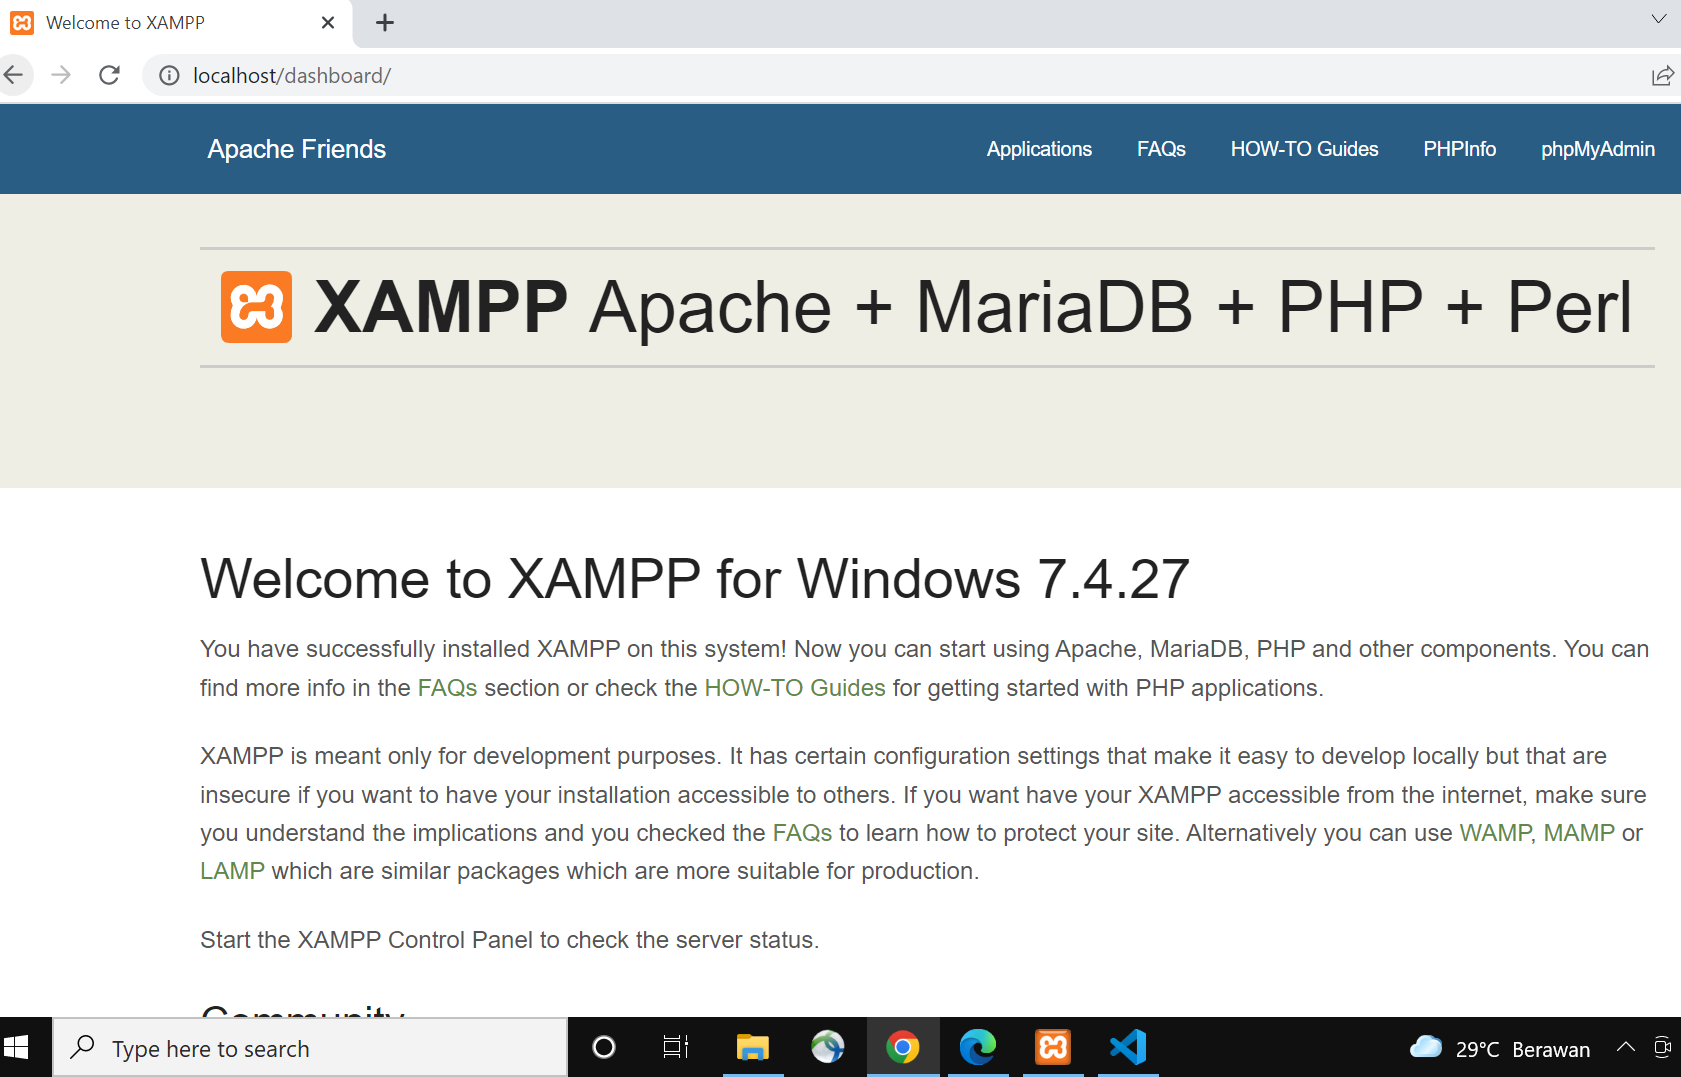 Welcome to XAMPP
localhost/dashboard/
Apache Friends
Applications
FAQs
HOW-TO Guides
PHPInfo
phpMyAdmin
XAMPP Apache + MariaDB + PHP + Perl
Welcome to XAMPP for Windows 7.4.27
You have successfully installed XAMPP on this system! Now you can start using Apache, MariaDB, PHP and other components. You can
find more info in the FAQs section or check the HOW-TO Guides for getting started with PHP applications.
XAMPP is meant only for development purposes. It has certain configuration settings that make it easy to develop locally but that are
insecure if you want to have your installation accessible to others. If you want have your XAMPP accessible from the internet, make sure
you understand the implications and you checked the FAQs to learn how to protect your site. Alternatively you can use WAMP, MAMP or
LAMP which are similar packages which are more suitable for production.
Start the XAMPP Control Panel to check the server status.
Community
Type here to search
29°C Berawan